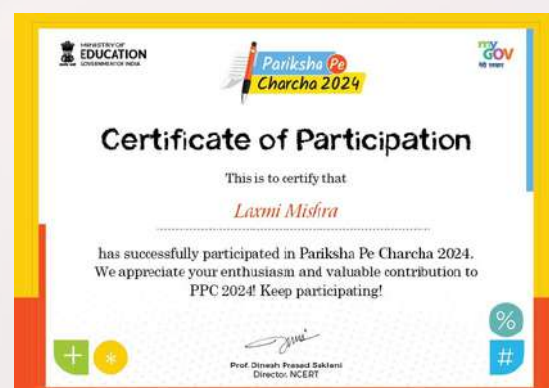 MINISTRY OF
EDUCATION
GOVERNMENT OF INDIA
Pariksha Pe
Charcha 2024
my
GOV
मेरी सरकार
Certificate of Participation
This is to certify that
Laxmi Mishra
has successfully participated in Pariksha Pe Charcha 2024.
We appreciate your enthusiasm and valuable contribution to
PPC 2024! Keep participating!
Prof. Dinesh Prasad Saklani
Director, NCERT
+ *
%
#